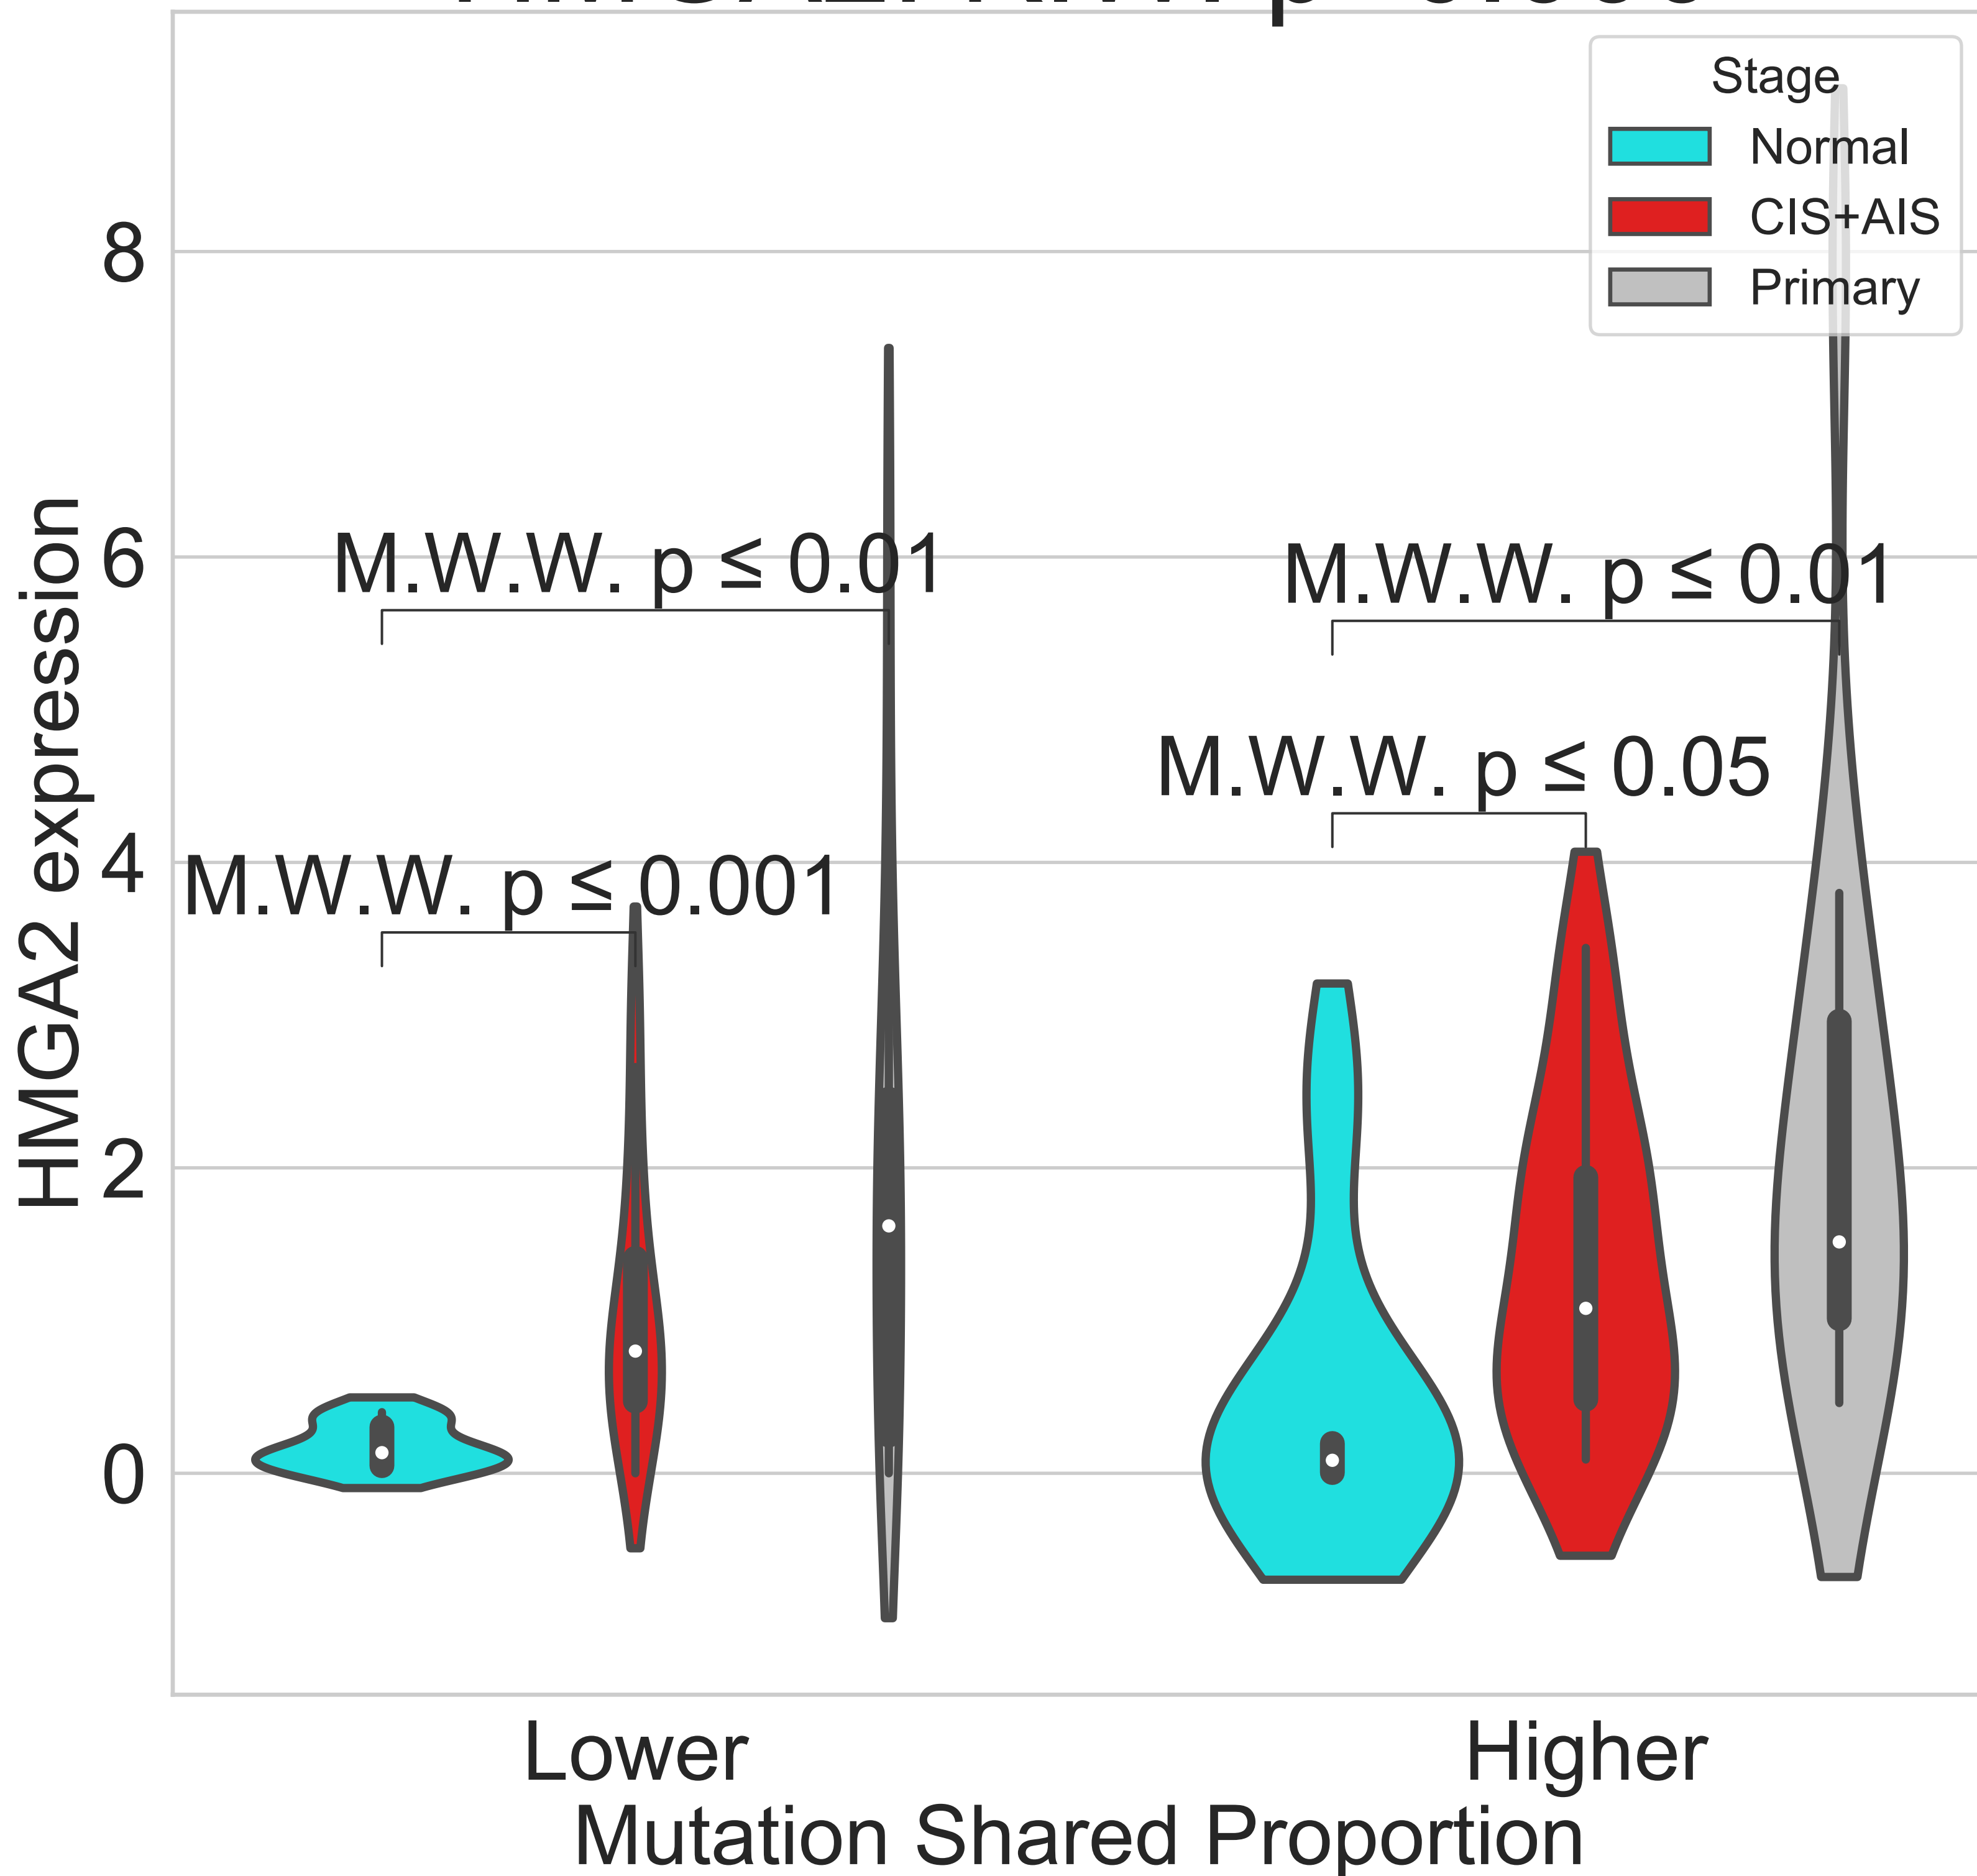 Stage
Normal
CIS+AIS
Primary
8
6
4
2
0
HMGA2 expression
M.W.W. p ≤ 0.01
M.W.W. p ≤ 0.01
M.W.W. p ≤ 0.05
M.W.W. p ≤ 0.001
Lower
Higher
Mutation Shared Proportion